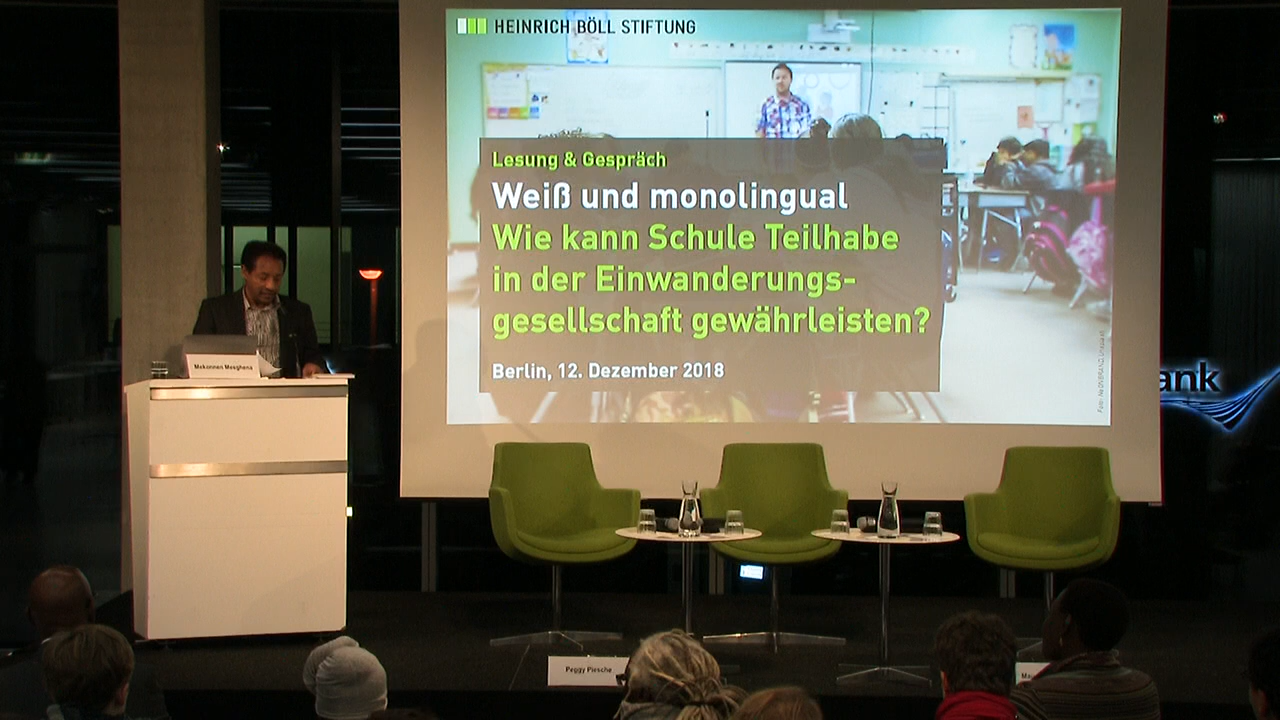 HEINRICH BÖLL STIFTUNG
Lesung & Gespräch
Weiß und monolingual
Wie kann Schule Teilhabe
in der Einwanderungs-
gesellschaft gewährleisten?
Berlin, 12. Dezember 2018
Mekonnen Mesghena
ank
Peggy Piesche